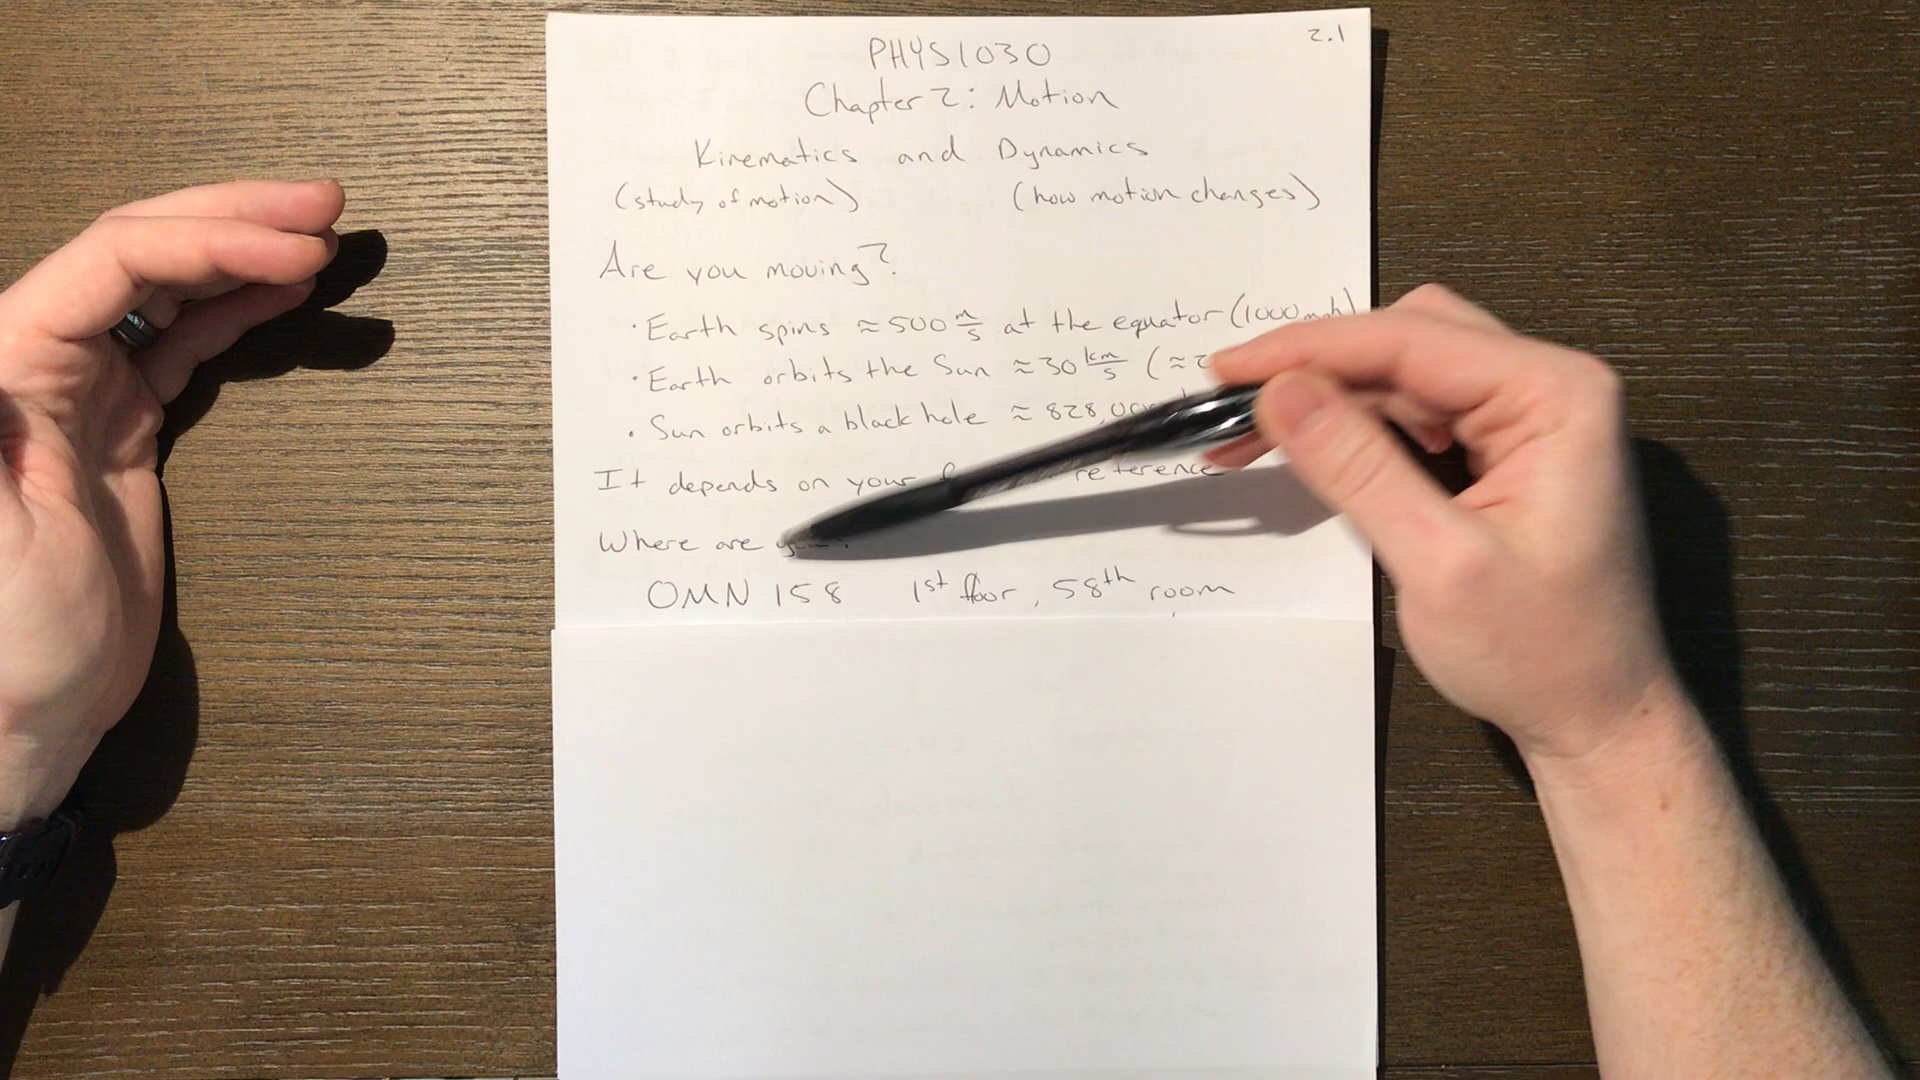 2.1
PHYS1030
Chapter 2: Motion
Kinematics and Dynamics
(study of motion) (how motion changes)
Are you moving?
· Earth spins ≈ 500 m/s at the equator (1000 mph)
· Earth orbits the Sun ≈ 30 km/s (≈
· Sun orbits a black hole ≈ 828,
It depends on your reference
Where are
OMN 158 1st floor, 58th room